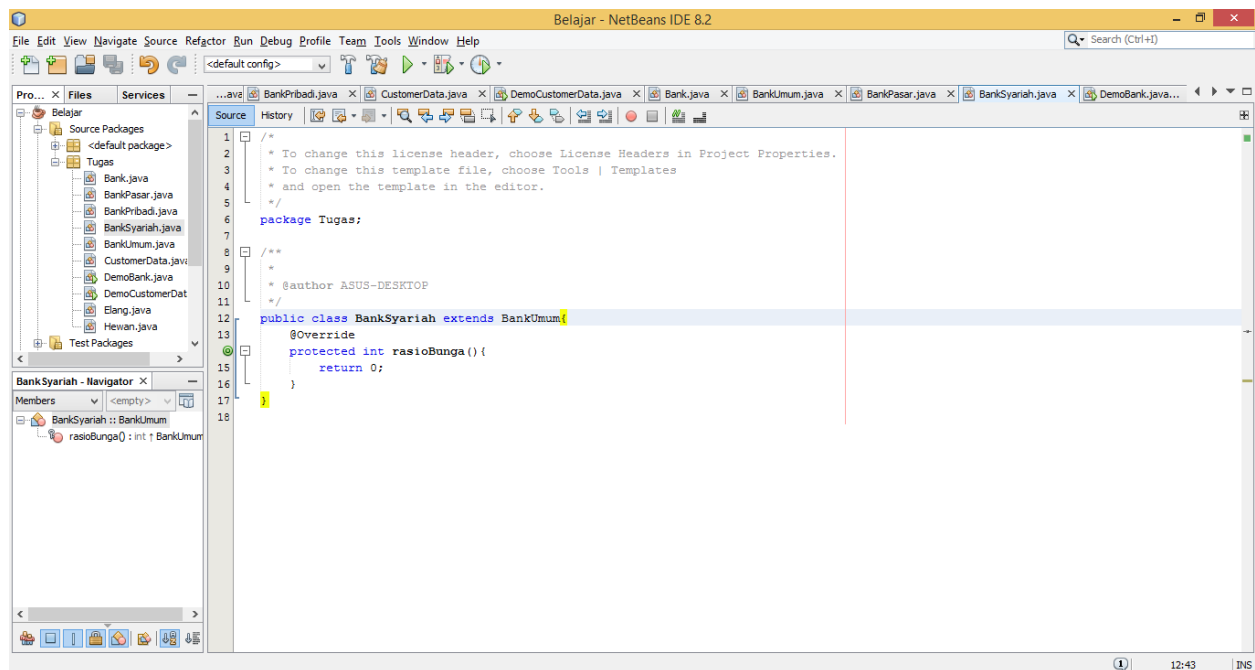 Belajar - NetBeans IDE 8.2
File Edit View Navigate Source Refactor Run Debug Profile Team Tools Window Help
Search (Ctrl+I)
<default config>
Pro... Files Services
...ava BankPribadi.java CustomerData.java DemoCustomerData.java Bank.java BankUmum.java BankPasar.java BankSyariah.java DemoBank.java...
Belajar
Source Packages
<default package>
Tugas
Bank.java
BankPasar.java
BankPribadi.java
BankSyariah.java
BankUmum.java
CustomerData.java
DemoBank.java
DemoCustomerDat
Elang.java
Hewan.java
Test Packages
BankSyariah - Navigator
Members <empty>
BankSyariah :: BankUmum
rasioBunga() : int ↑ BankUmum
Source History
1 /*
2 * To change this license header, choose License Headers in Project Properties.
3 * To change this template file, choose Tools | Templates
4 * and open the template in the editor.
5 */
6 package Tugas;
7
8 /**
9 *
10 * @author ASUS-DESKTOP
11 */
12 public class BankSyariah extends BankUmum{
13 @Override
protected int rasioBunga(){
15 return 0;
16 }
17 }
18
1 12:43 INS